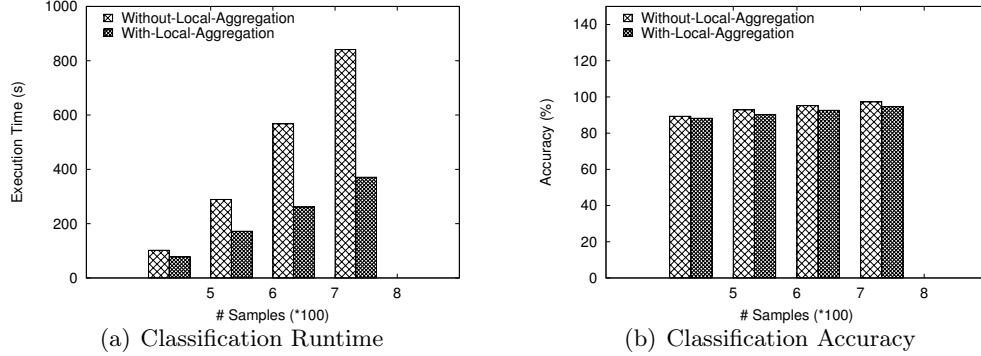 1000
800
600
400
200
0
Execution Time (s)
Without-Local-Aggregation
With-Local-Aggregation
5 6 7 8
# Samples (*100)
(a) Classification Runtime
140
120
100
80
60
40
20
0
Accuracy (%)
Without-Local-Aggregation
With-Local-Aggregation
5 6 7 8
# Samples (*100)
(b) Classification Accuracy